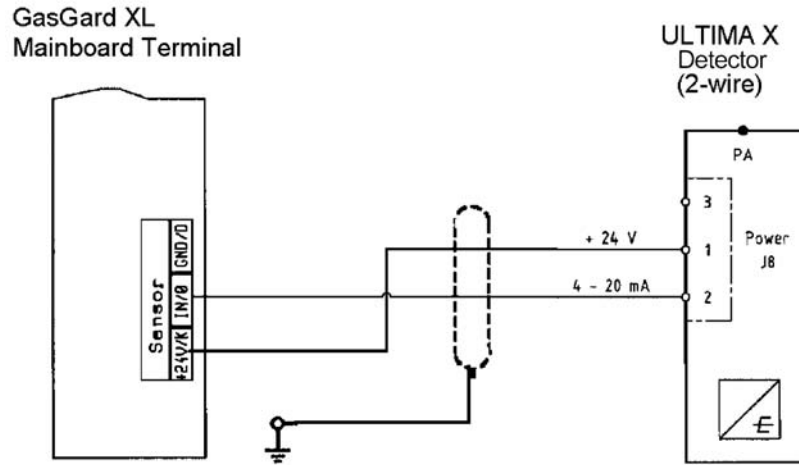 GasGard XL
Mainboard Terminal
ULTIMA X
Detector
(2-wire)
PA
3
+ 24 V
1
Power
J8
4 - 20 mA
2
Sensor
GND/D
IN/0
+24V/K
E